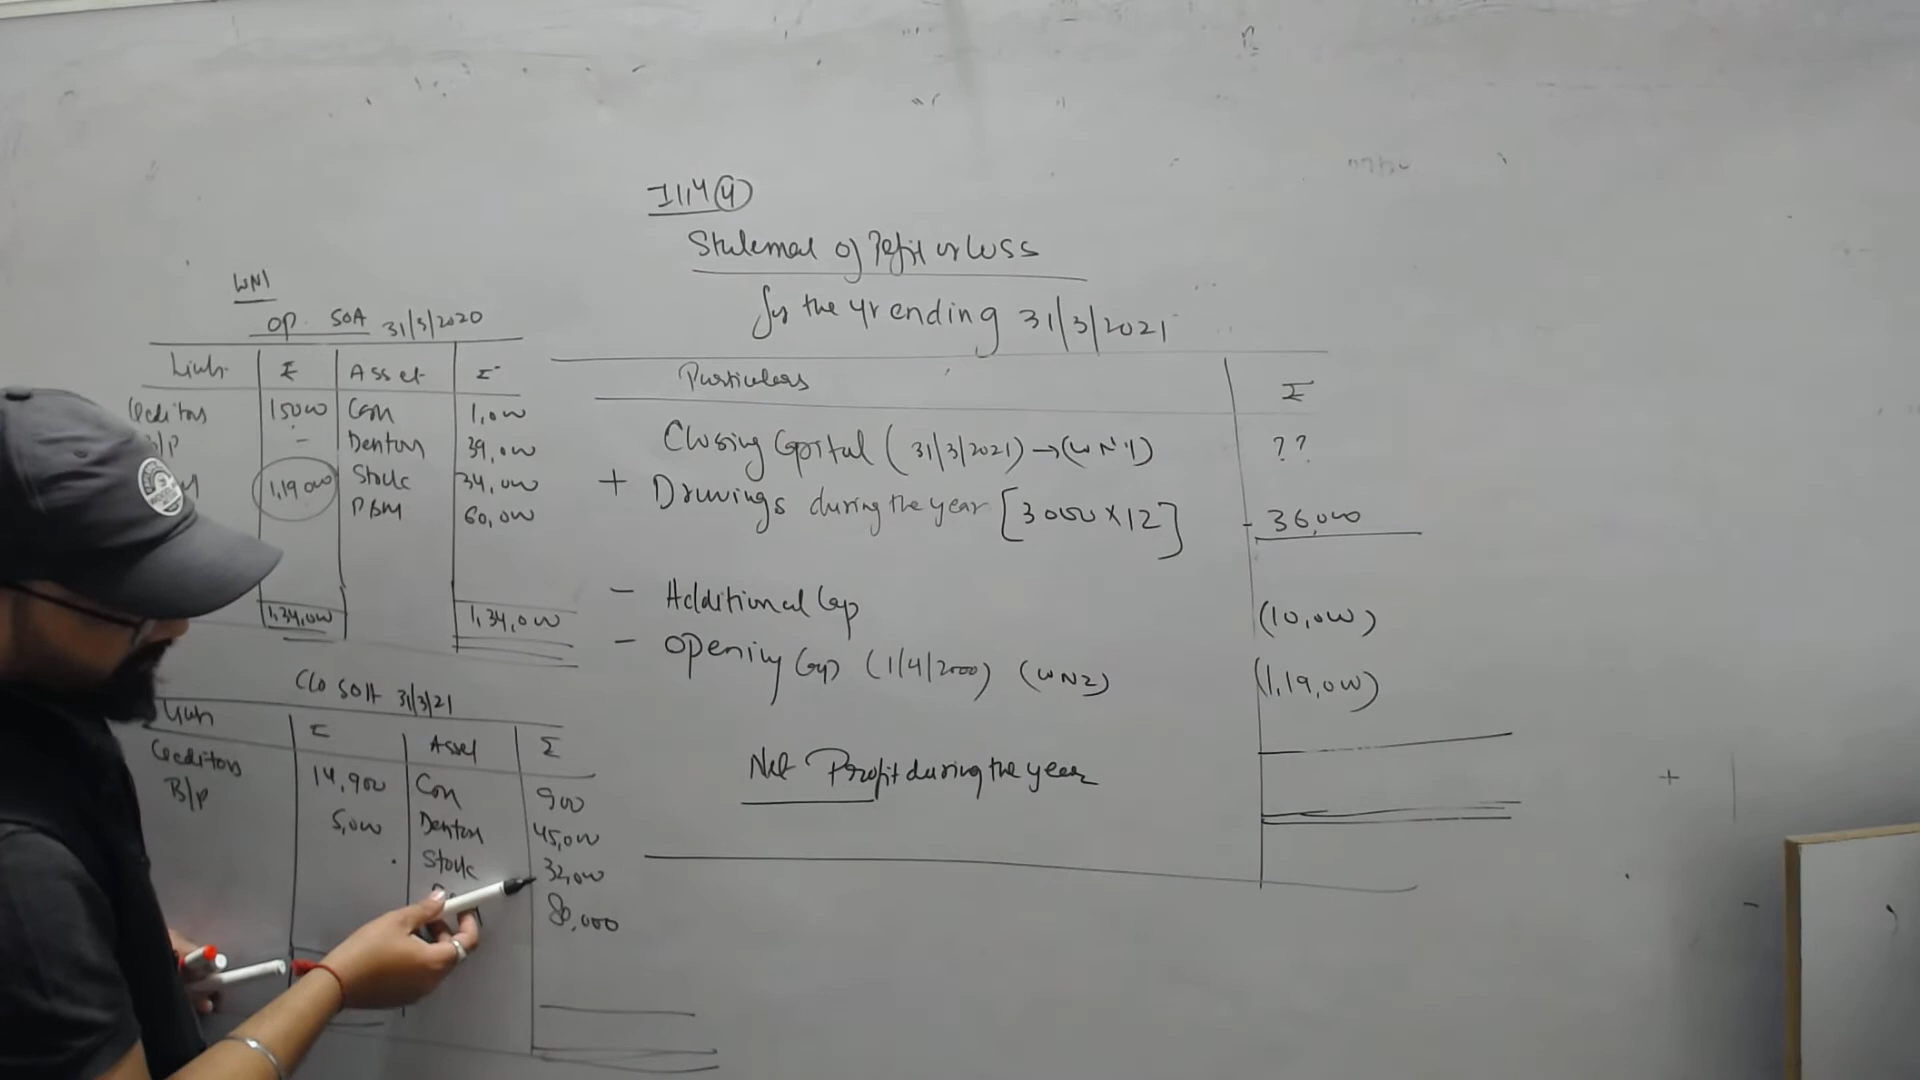 Ill 4
Statement of Profit or Loss
for the yr ending 31/3/2021
Particulars ₹
Closing Capital (31/3/2021) → (WN1) ??
+ Drawings during the year [3000 × 12] 36,000
- Additional Cap (10,000)
- Opening Cap (1/4/2000) (WN2) (1,19,000)
Net Profit during the year
WN1
OP SOA 31/3/2020
Liab ₹ Asset ₹
Creditors 15000 Cash 1,000
B/P - Debtors 39,000
1,19,000 Stock 34,000
P&M 60,000
1,34,000 1,34,000
Clo SOA 31/3/21
Liab ₹ Asset ₹
Creditors 14,900 Cash 900
B/P 5,000 Debtors 45,000
Stock 32,000
80,000